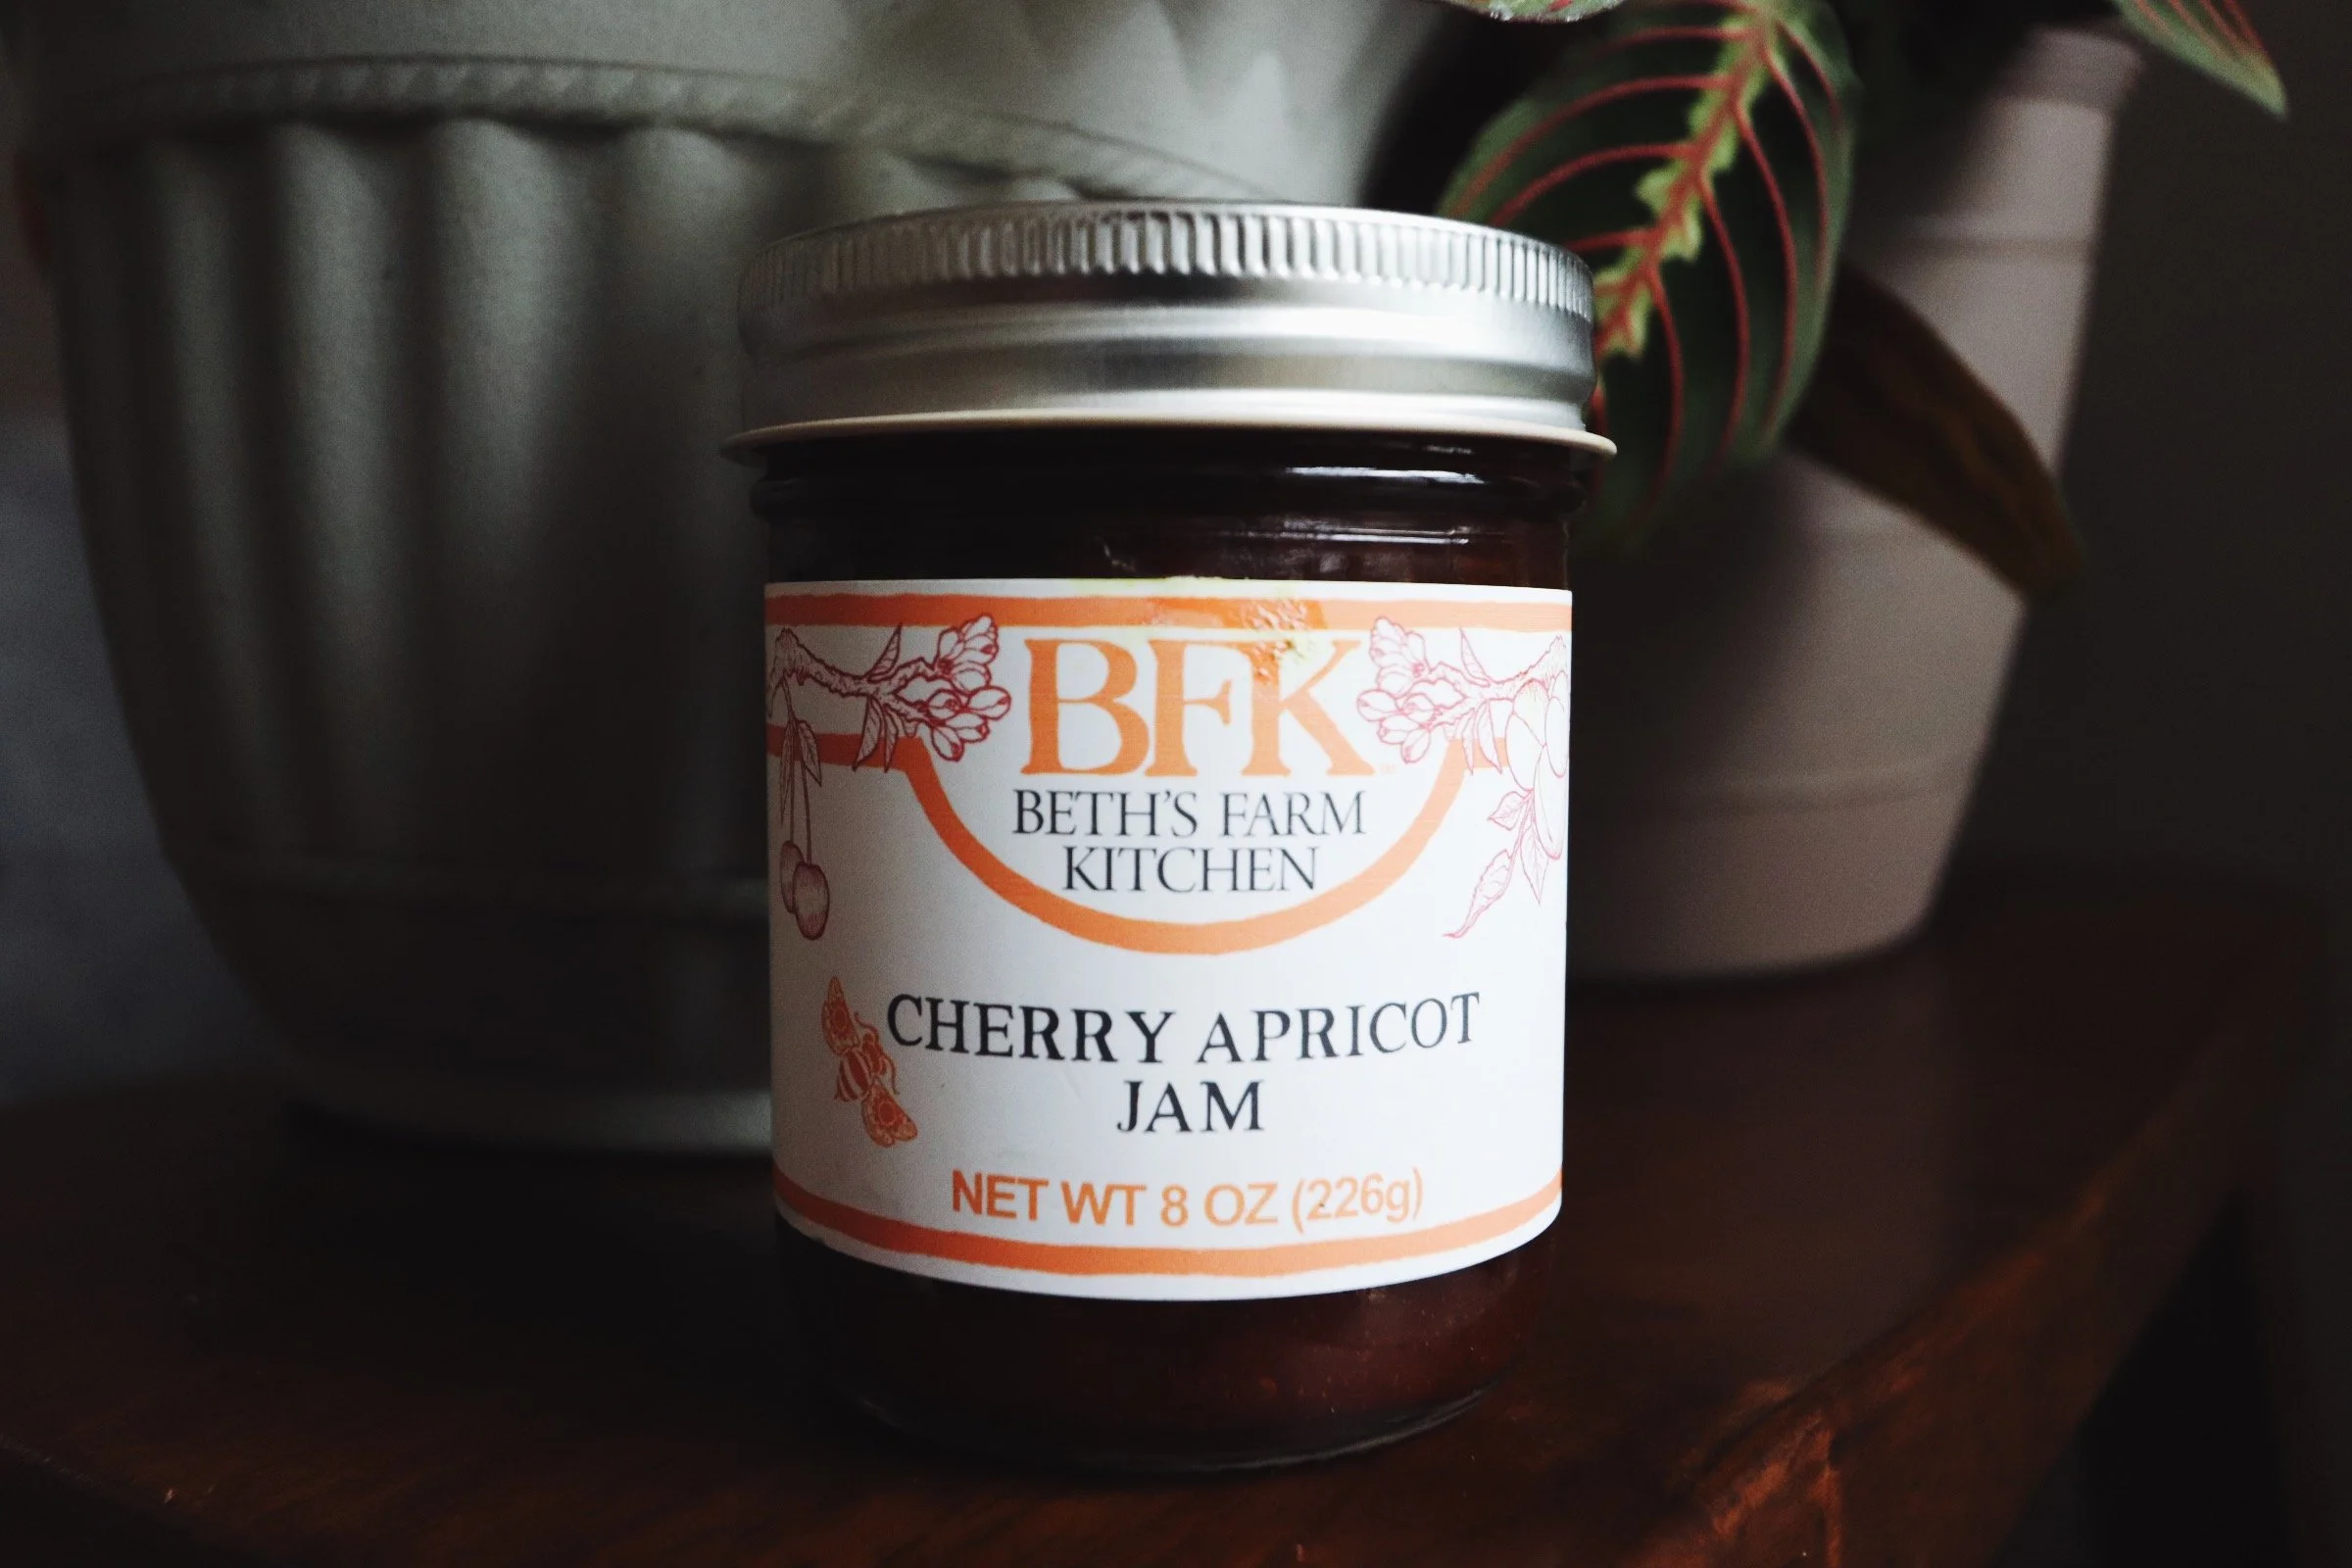 BFK
BETH'S FARM
KITCHEN
CHERRY APRICOT
JAM
NET WT 8 OZ (226g)